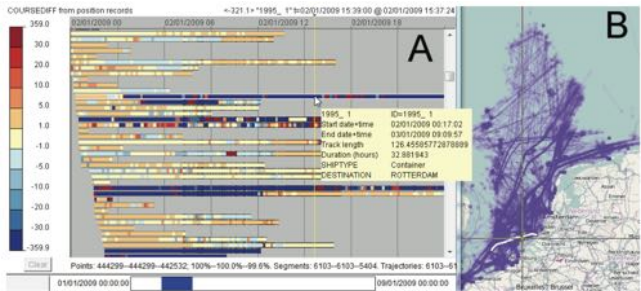 COURSEDIFF from position records
<-321.1> "1995_ 1" t=02/01/2009 15:39:00 @ 02/01/2009 15:37:24
359.0
30.0
20.0
10.0
5.0
1.0
-1.0
-5.0
-10.0
-20.0
-30.0
-359.9
02/01/2009 00
02/01/2009 06
02/01/2009 12
02/01/2009 18
A
B
1995_ 1 ID=1995_ 1
Start date+time 02/01/2009 00:17:02
End date+time 03/01/2009 09:09:57
Track length 126.45585772878889
Duration (hours) 32.881943
SHIPTYPE Container
DESTINATION ROTTERDAM
Clear
Points: 444299--444299--442532; 100%--100.0%--99.6%. Segments: 6103--6103--5404. Trajectories: 6103--61
01/01/2009 00:00:00
09/01/2009 00:00:00